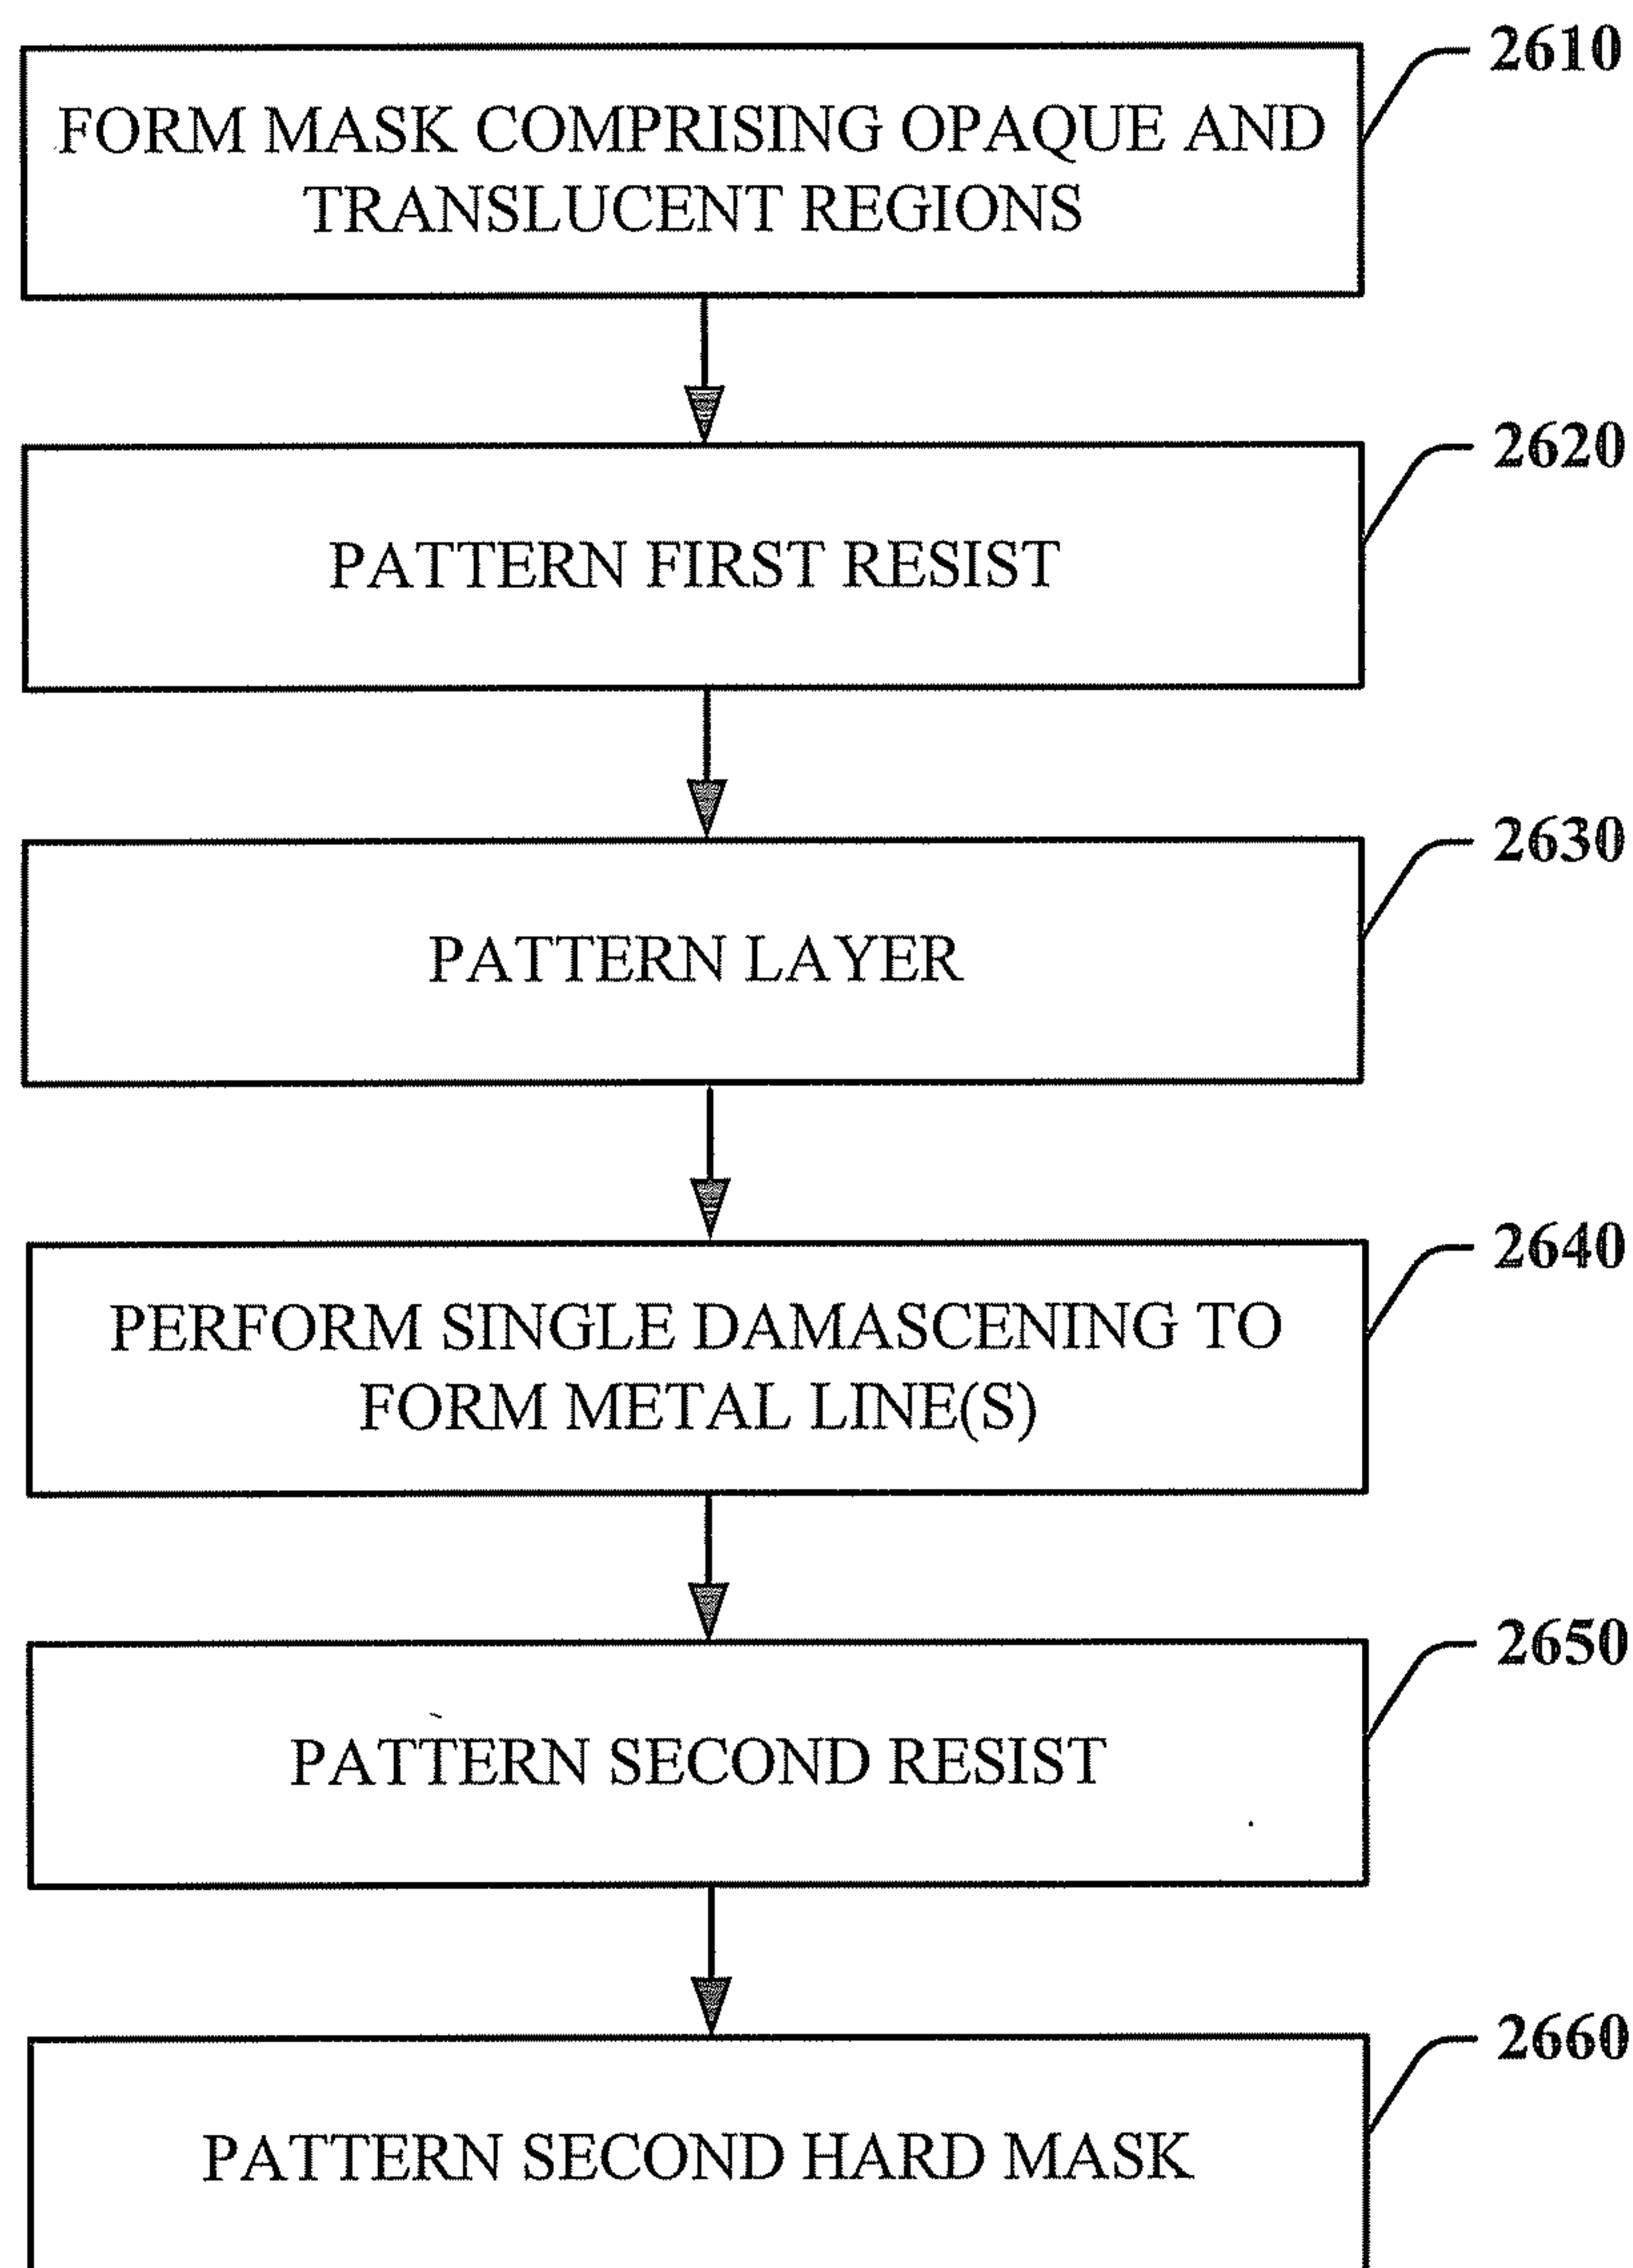 2610
FORM MASK COMPRISING OPAQUE AND
TRANSLUCENT REGIONS
2620
PATTERN FIRST RESIST
2630
PATTERN LAYER
2640
PERFORM SINGLE DAMASCENING TO
FORM METAL LINE(S)
2650
PATTERN SECOND RESIST
2660
PATTERN SECOND HARD MASK